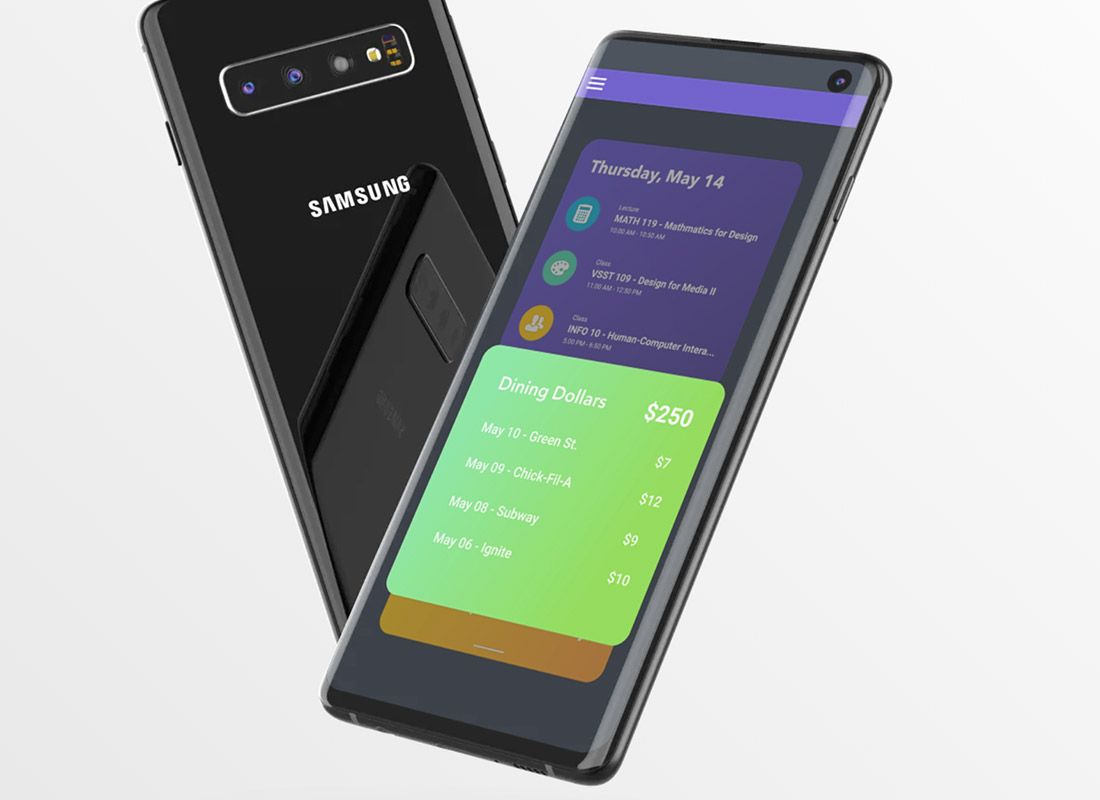 SAMSUNG
Thursday, May 14
Lecture
MATH 119 - Mathmatics for Design
10:00 AM - 10:50 AM
Class
VSST 109 - Design for Media II
11:00 AM - 12:50 PM
Class
INFO 10 - Human-Computer Intera...
5:00 PM - 6:50 PM
Dining Dollars $250
May 10 - Green St. $7
May 09 - Chick-Fil-A $12
May 08 - Subway $9
May 06 - Ignite $10